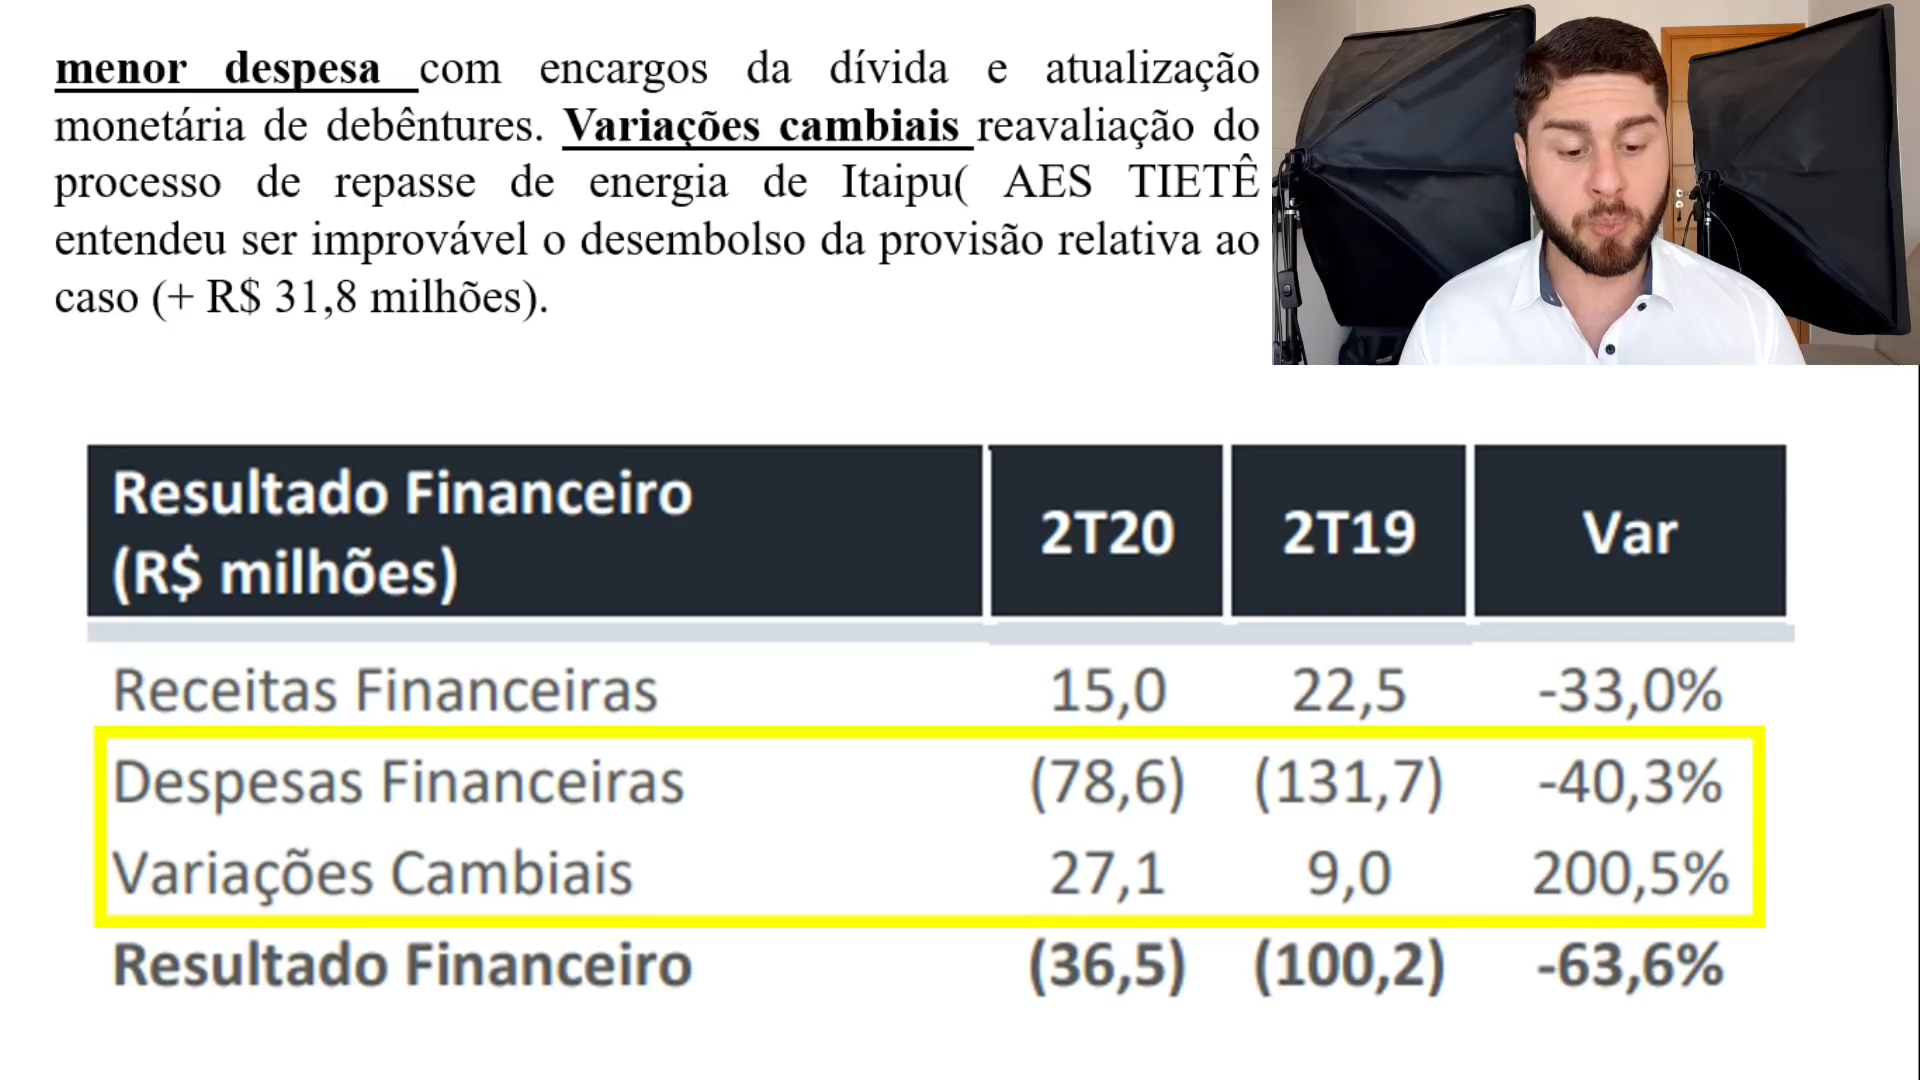 menor despesa com encargos da dívida e atualização
monetária de debêntures. Variações cambiais reavaliação do
processo de repasse de energia de Itaipu( AES TIETÊ
entendeu ser improvável o desembolso da provisão relativa ao
caso (+ R$ 31,8 milhões).
Resultado Financeiro
(R$ milhões) 2T20 2T19 Var
Receitas Financeiras 15,0 22,5 -33,0%
Despesas Financeiras (78,6) (131,7) -40,3%
Variações Cambiais 27,1 9,0 200,5%
Resultado Financeiro (36,5) (100,2) -63,6%